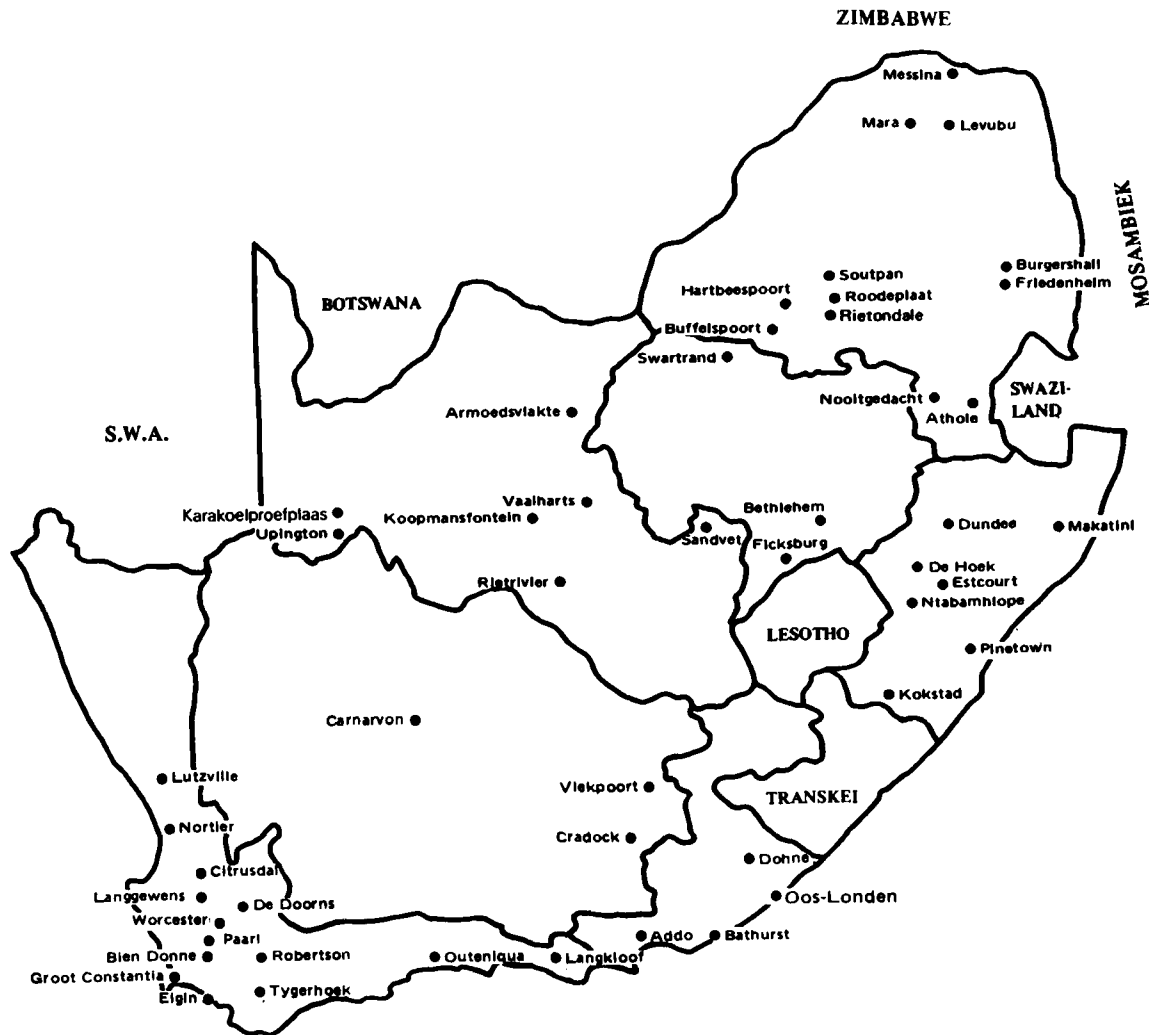 ZIMBABWE
Messina
Mara
Levubu
MOSAMBIEK
Burgershall
Friedenheim
Soutpan
Hartbeespoort
Roodeplaat
Rietondale
Buffelspoort
Swartrand
BOTSWANA
Nooitgedacht
Athole
SWAZI-
LAND
Armoedsvlakte
S.W.A.
Vaalharts
Karakoelproefplaas
Koopmansfontein
Upington
Bethlehem
Sandvet
Ficksburg
Dundee
Makatini
De Hoek
Estcourt
Ntabamhlope
Rietrivier
LESOTHO
Pinetown
Kokstad
Carnarvon
Lutzville
Vlekpoort
TRANSKEI
Nortier
Cradock
Dohne
Citrusdal
Langgewens
De Doorns
Oos-Londen
Worcester
Paarl
Addo
Bathurst
Bien Donne
Robertson
Outeniqua
Langkloof
Groot Constantia
Elgin
Tygerhoek